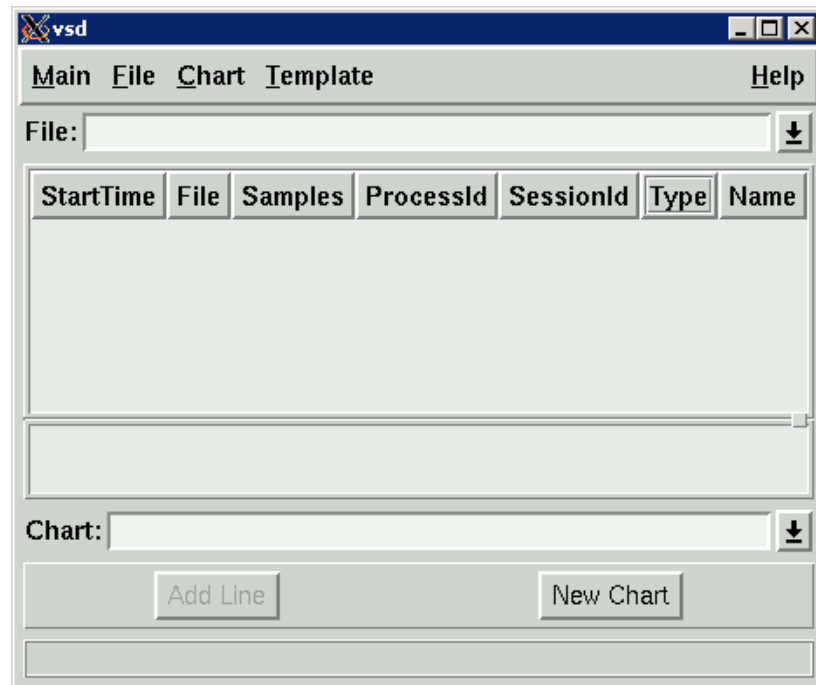 vsd
Main File Chart Template Help
File:
StartTime File Samples ProcessId SessionId Type Name
Chart:
Add Line New Chart